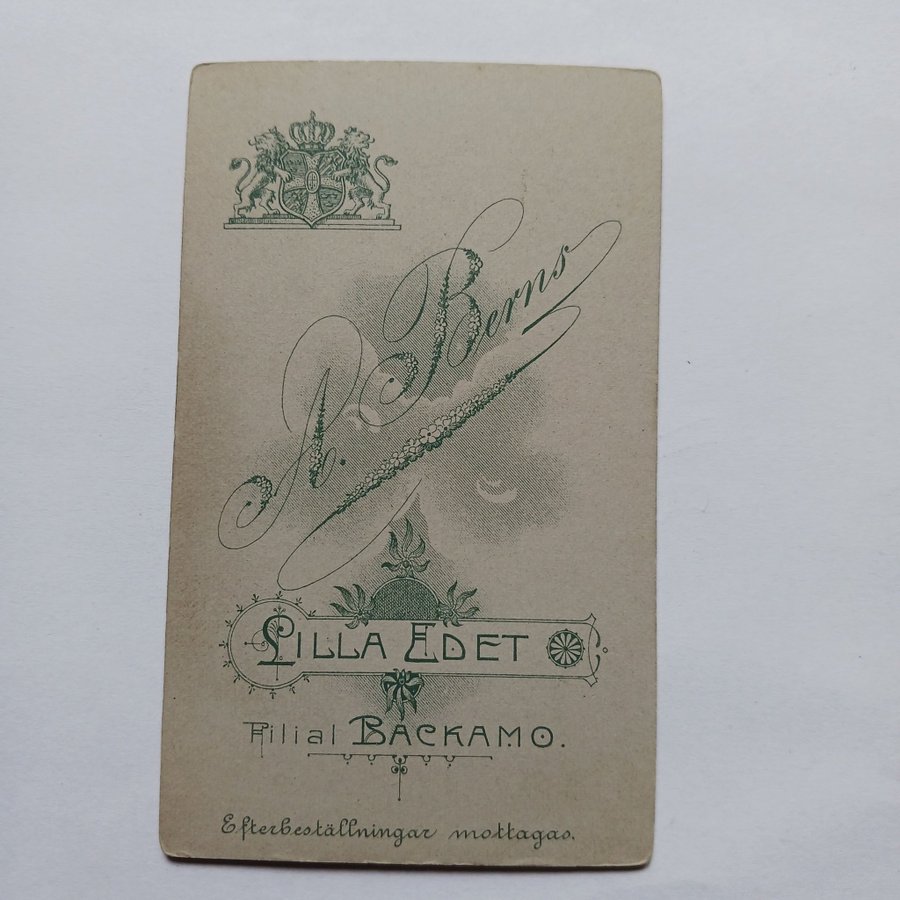 A. Berns
LILLA EDET
Filial BACKAMO.
Efterbeställningar mottagas.